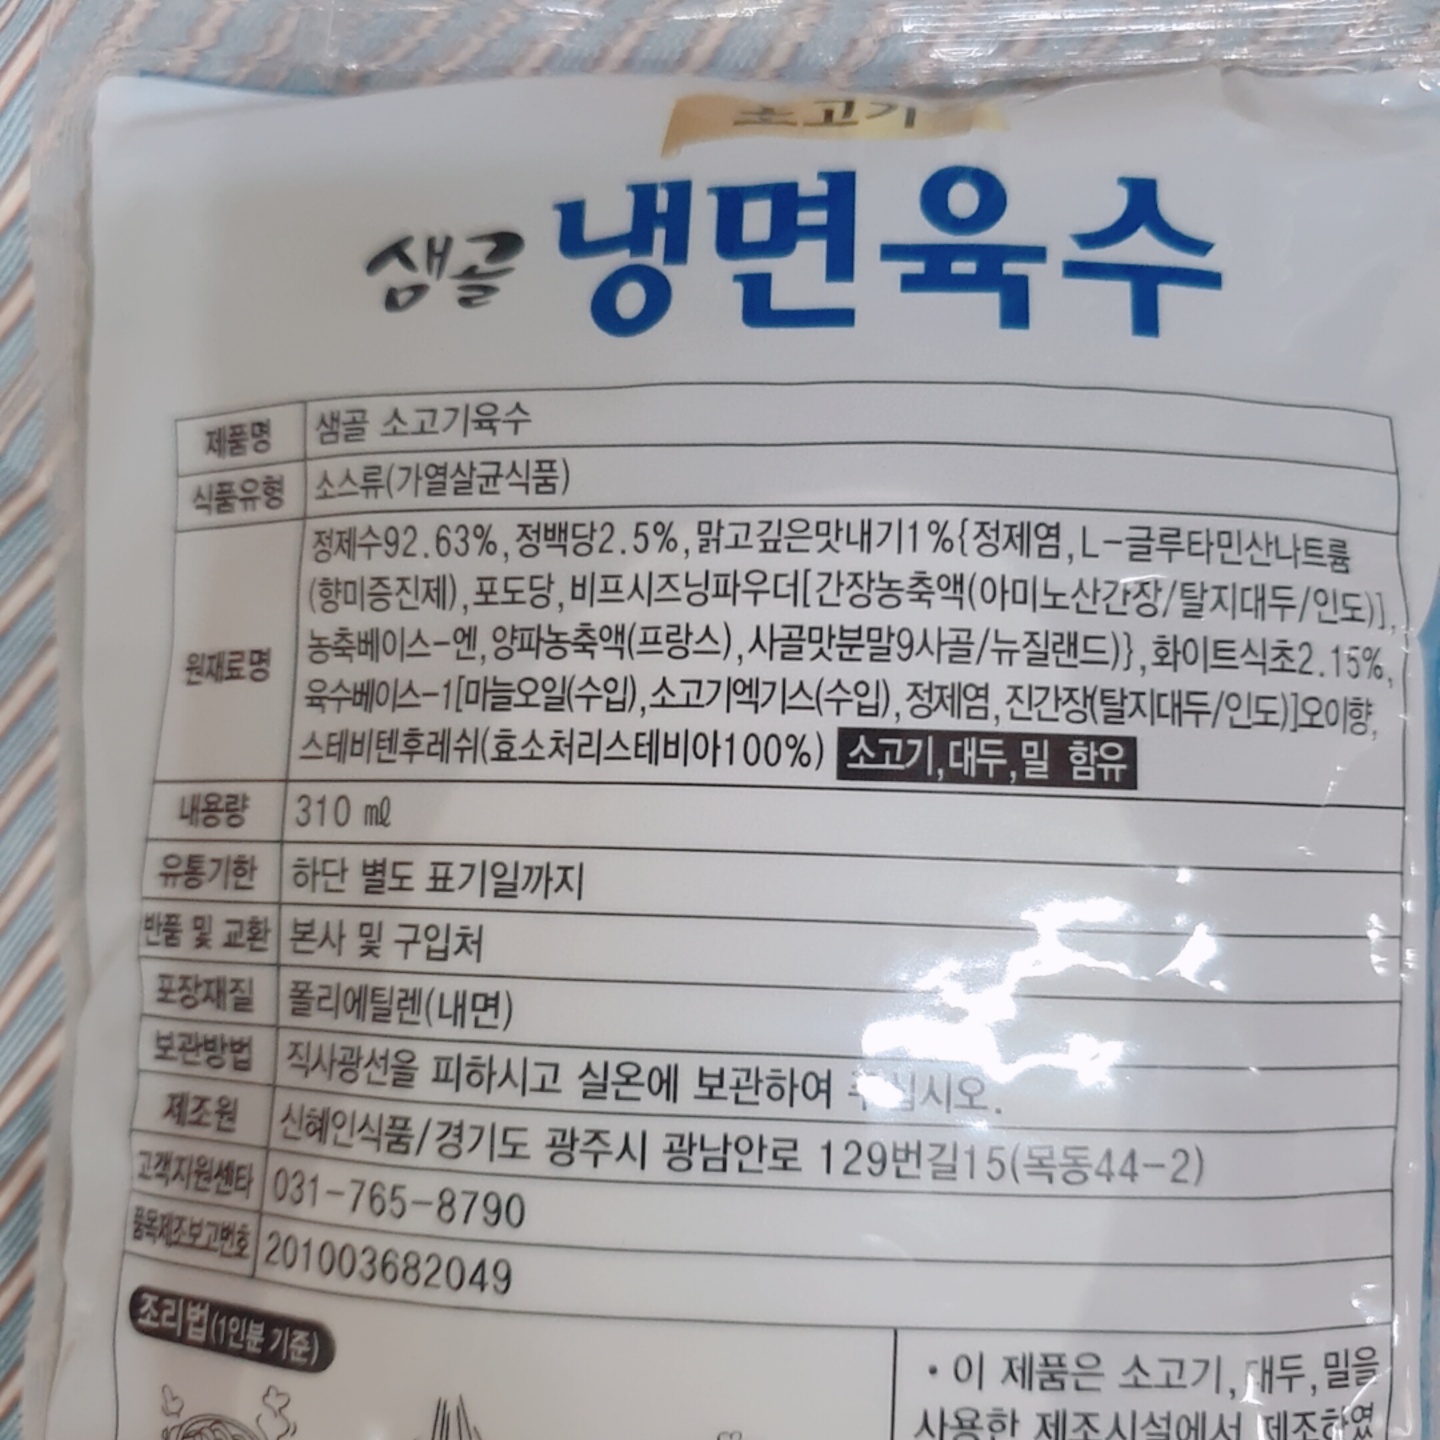 소고기
샘골 냉면육수
제품명 샘골 소고기육수
식품유형 소스류(가열살균식품)
원재료명 정제수92.63%, 정백당2.5%, 맑고깊은맛내기1%{정제염, L-글루타민산나트륨
(향미증진제), 포도당, 비프시즈닝파우더[간장농축액(아미노산간장/탈지대두/인도)],
농축베이스-엔, 양파농축액(프랑스), 사골맛분말9사골/뉴질랜드)}, 화이트식초2.15%,
육수베이스-1[마늘오일(수입), 소고기엑기스(수입), 정제염, 진간장(탈지대두/인도)]오이향,
스테비텐후레쉬(효소처리스테비아100%) 소고기, 대두, 밀 함유
내용량 310 ㎖
유통기한 하단 별도 표기일까지
반품 및 교환 본사 및 구입처
포장재질 폴리에틸렌(내면)
보관방법 직사광선을 피하시고 실온에 보관하여 주십시오.
제조원 신혜인식품/경기도 광주시 광남안로 129번길15(목동44-2)
고객지원센타 031-765-8790
품목제조보고번호 201003682049
조리법(1인분 기준)
• 이 제품은 소고기, 대두, 밀을
사용한 제조시설에서 제조하였